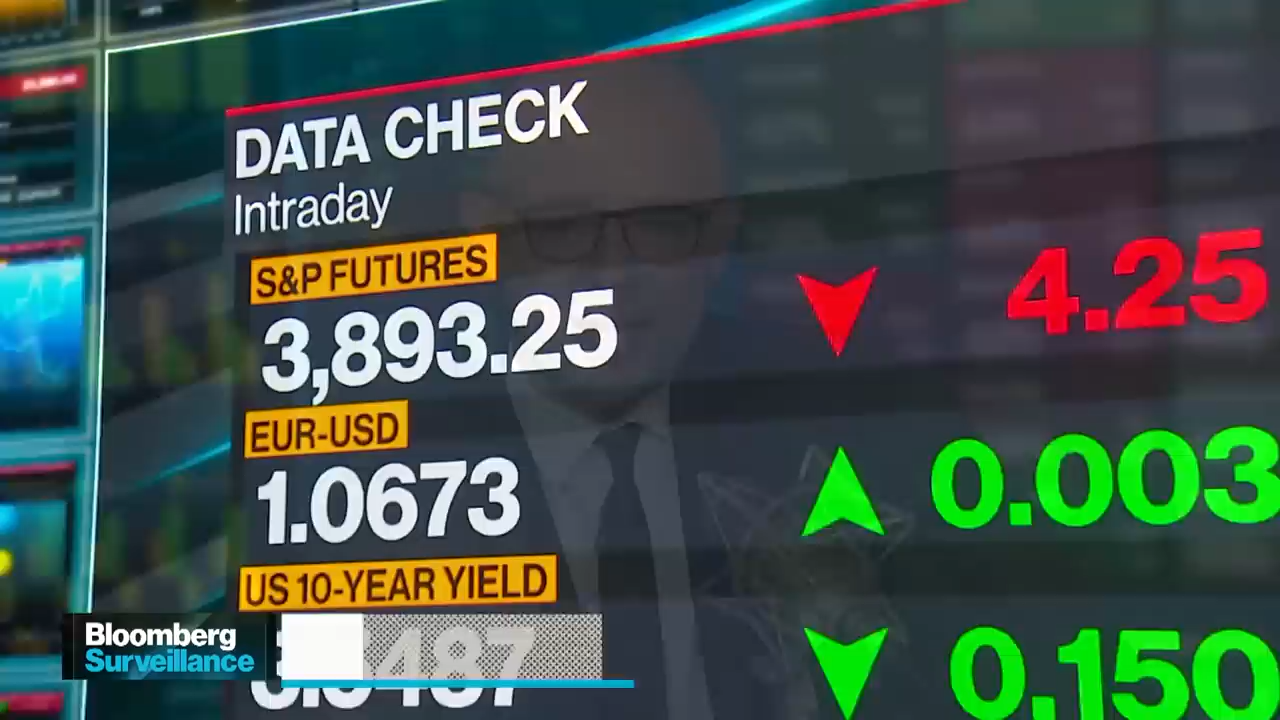 DATA CHECK
Intraday
S&P FUTURES
3,893.25
4.25
EUR-USD
1.0673
0.003
US 10-YEAR YIELD
0.150
Bloomberg
Surveillance